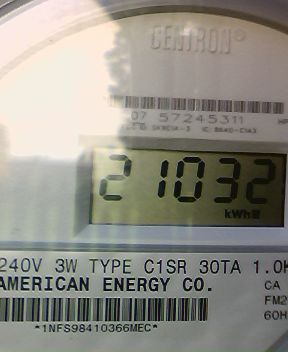 CENTRON®
07 57245311
21032
kWh
240V 3W TYPE C1SR 30TA 1.0K
AMERICAN ENERGY CO.
CA
FM2
60H
*1NFS98410366MEC*